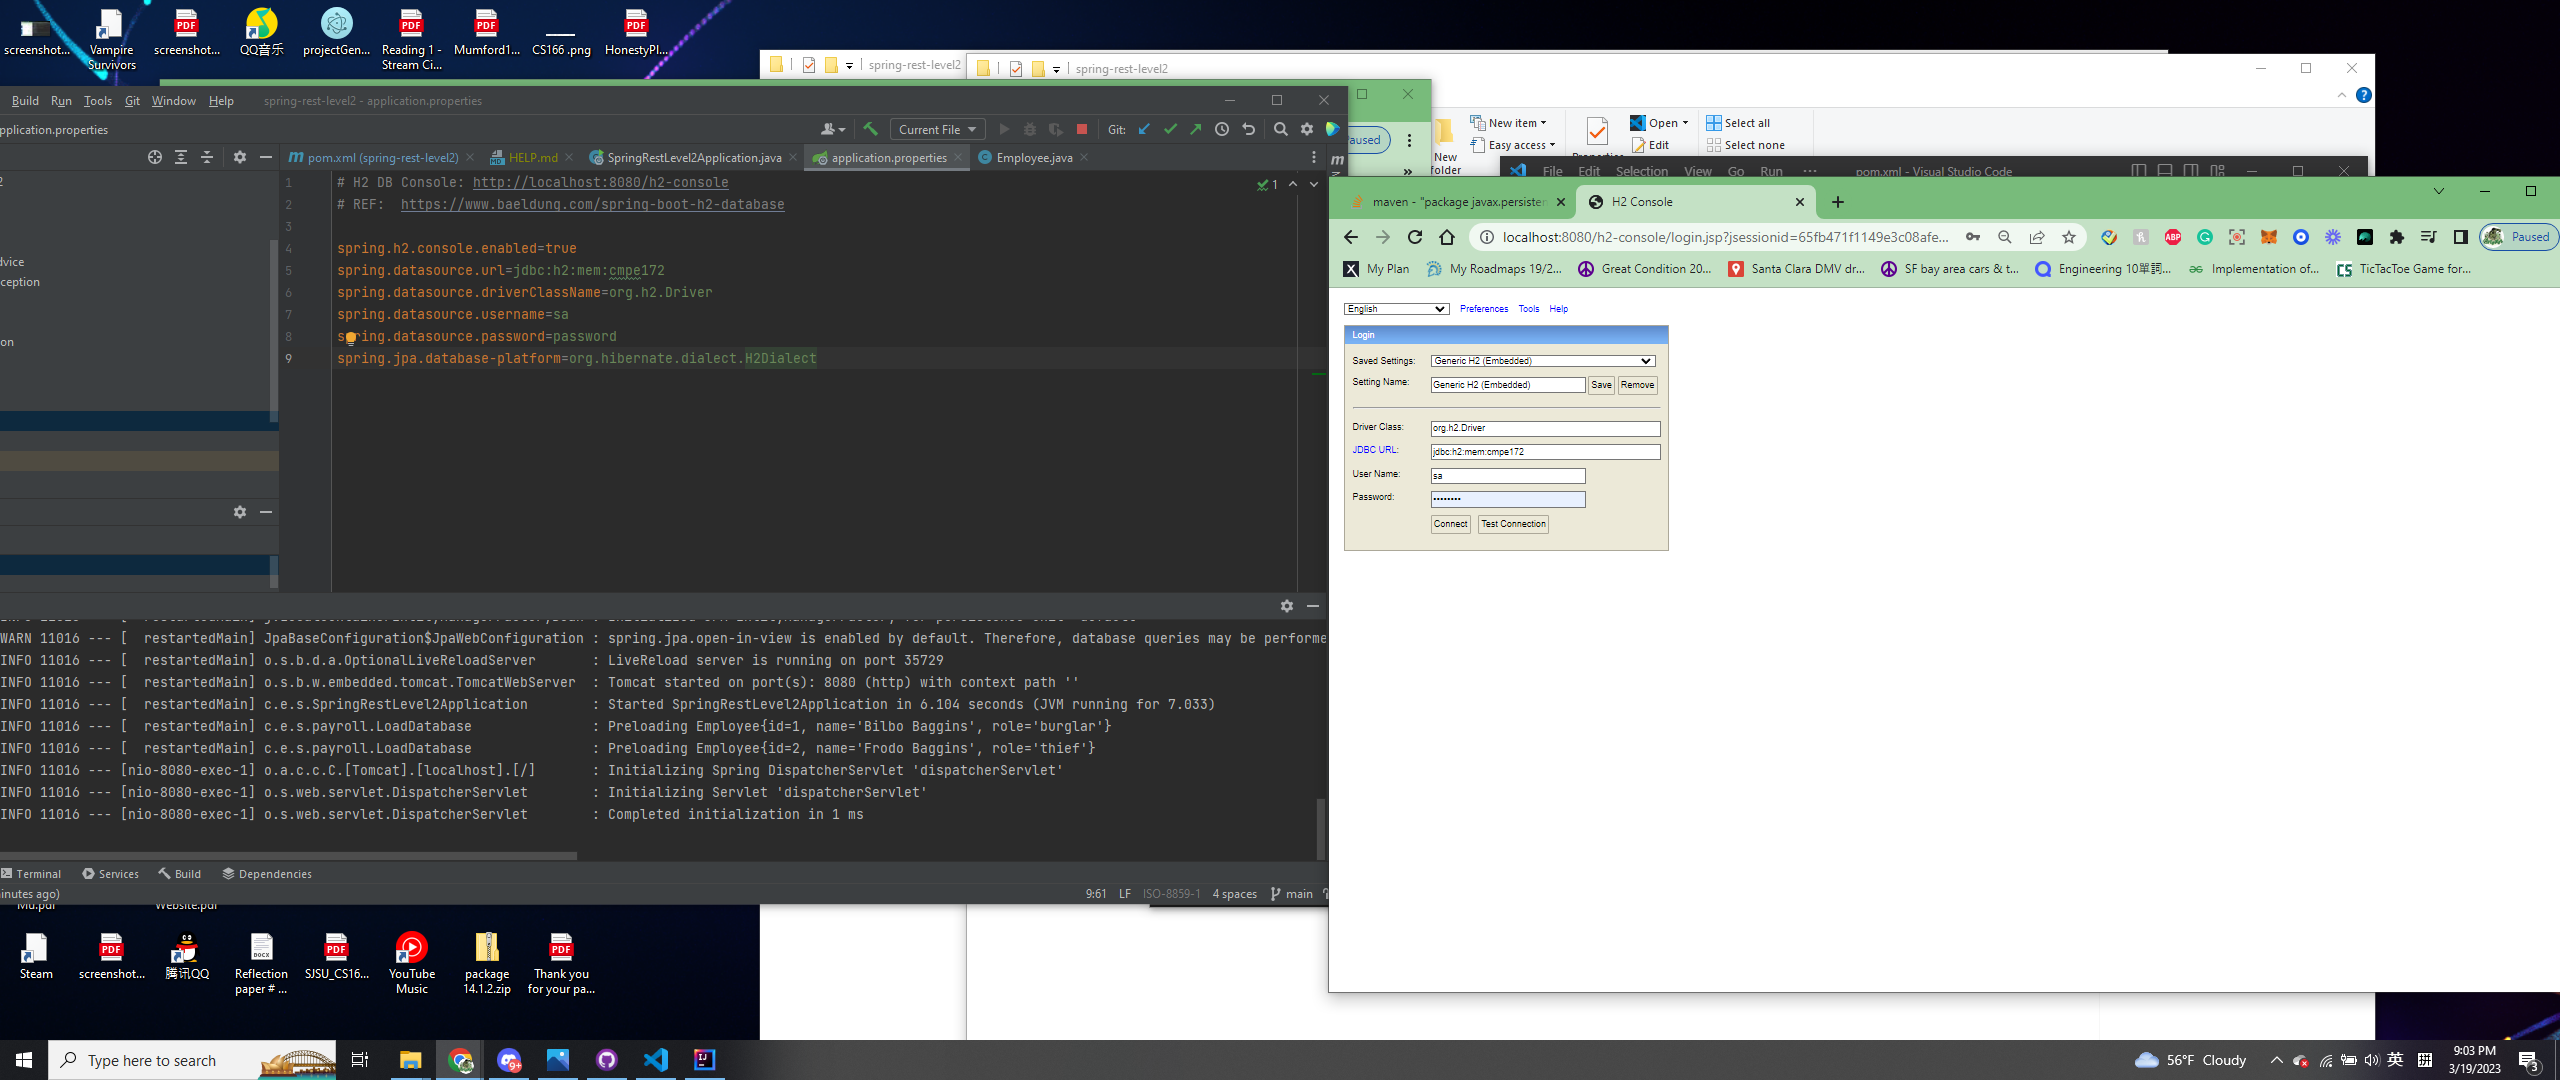 screenshot...
Vampire Survivors
screenshot...
QQ音乐
projectGen...
Reading 1 - Stream Ci...
Mumford1...
CS166 .png
HonestyPl...
spring-rest-level2
spring-rest-level2
Build Run Tools Git Window Help spring-rest-level2 - application.properties
pplication.properties
Current File
Git:
Paused
New item
Easy access
New folder
Open
Edit
Select all
Select none
pom.xml (spring-rest-level2)
HELP.md
SpringRestLevel2Application.java
application.properties
Employee.java
File Edit Selection View Go Run ··· pom.xml - Visual Studio Code
1 # H2 DB Console: http://localhost:8080/h2-console
2 # REF: https://www.baeldung.com/spring-boot-h2-database
3
4 spring.h2.console.enabled=true
5 spring.datasource.url=jdbc:h2:mem:cmpe172
6 spring.datasource.driverClassName=org.h2.Driver
7 spring.datasource.username=sa
8 spring.datasource.password=password
9 spring.jpa.database-platform=org.hibernate.dialect.H2Dialect
1
2
dvice
ception
on
maven - "package javax.persisten
H2 Console
localhost:8080/h2-console/login.jsp?jsessionid=65fb471f1149e3c08afe...
ABP
Paused
My Plan
My Roadmaps 19/2...
Great Condition 20...
Santa Clara DMV dr...
SF bay area cars & t...
Engineering 10單詞...
Implementation of...
TicTacToe Game for...
English Preferences Tools Help
Login
Saved Settings: Generic H2 (Embedded)
Setting Name: Generic H2 (Embedded) Save Remove
Driver Class: org.h2.Driver
JDBC URL: jdbc:h2:mem:cmpe172
User Name: sa
Password: ••••••••
Connect Test Connection
WARN 11016 --- [  restartedMain] JpaBaseConfiguration$JpaWebConfiguration : spring.jpa.open-in-view is enabled by default. Therefore, database queries may be performe
INFO 11016 --- [  restartedMain] o.s.b.d.a.OptionalLiveReloadServer : LiveReload server is running on port 35729
INFO 11016 --- [  restartedMain] o.s.b.w.embedded.tomcat.TomcatWebServer : Tomcat started on port(s): 8080 (http) with context path ''
INFO 11016 --- [  restartedMain] c.e.s.SpringRestLevel2Application : Started SpringRestLevel2Application in 6.104 seconds (JVM running for 7.033)
INFO 11016 --- [  restartedMain] c.e.s.payroll.LoadDatabase : Preloading Employee{id=1, name='Bilbo Baggins', role='burglar'}
INFO 11016 --- [  restartedMain] c.e.s.payroll.LoadDatabase : Preloading Employee{id=2, name='Frodo Baggins', role='thief'}
INFO 11016 --- [nio-8080-exec-1] o.a.c.c.C.[Tomcat].[localhost].[/] : Initializing Spring DispatcherServlet 'dispatcherServlet'
INFO 11016 --- [nio-8080-exec-1] o.s.web.servlet.DispatcherServlet : Initializing Servlet 'dispatcherServlet'
INFO 11016 --- [nio-8080-exec-1] o.s.web.servlet.DispatcherServlet : Completed initialization in 1 ms
Terminal Services Build Dependencies
inutes ago)
9:61 LF ISO-8859-1 4 spaces main
Steam
screenshot...
腾讯QQ
Reflection paper # ...
SJSU_CS16...
YouTube Music
package 14.1.2.zip
Thank you for your pa...
Type here to search
56°F Cloudy
英
拼
9:03 PM
3/19/2023
3